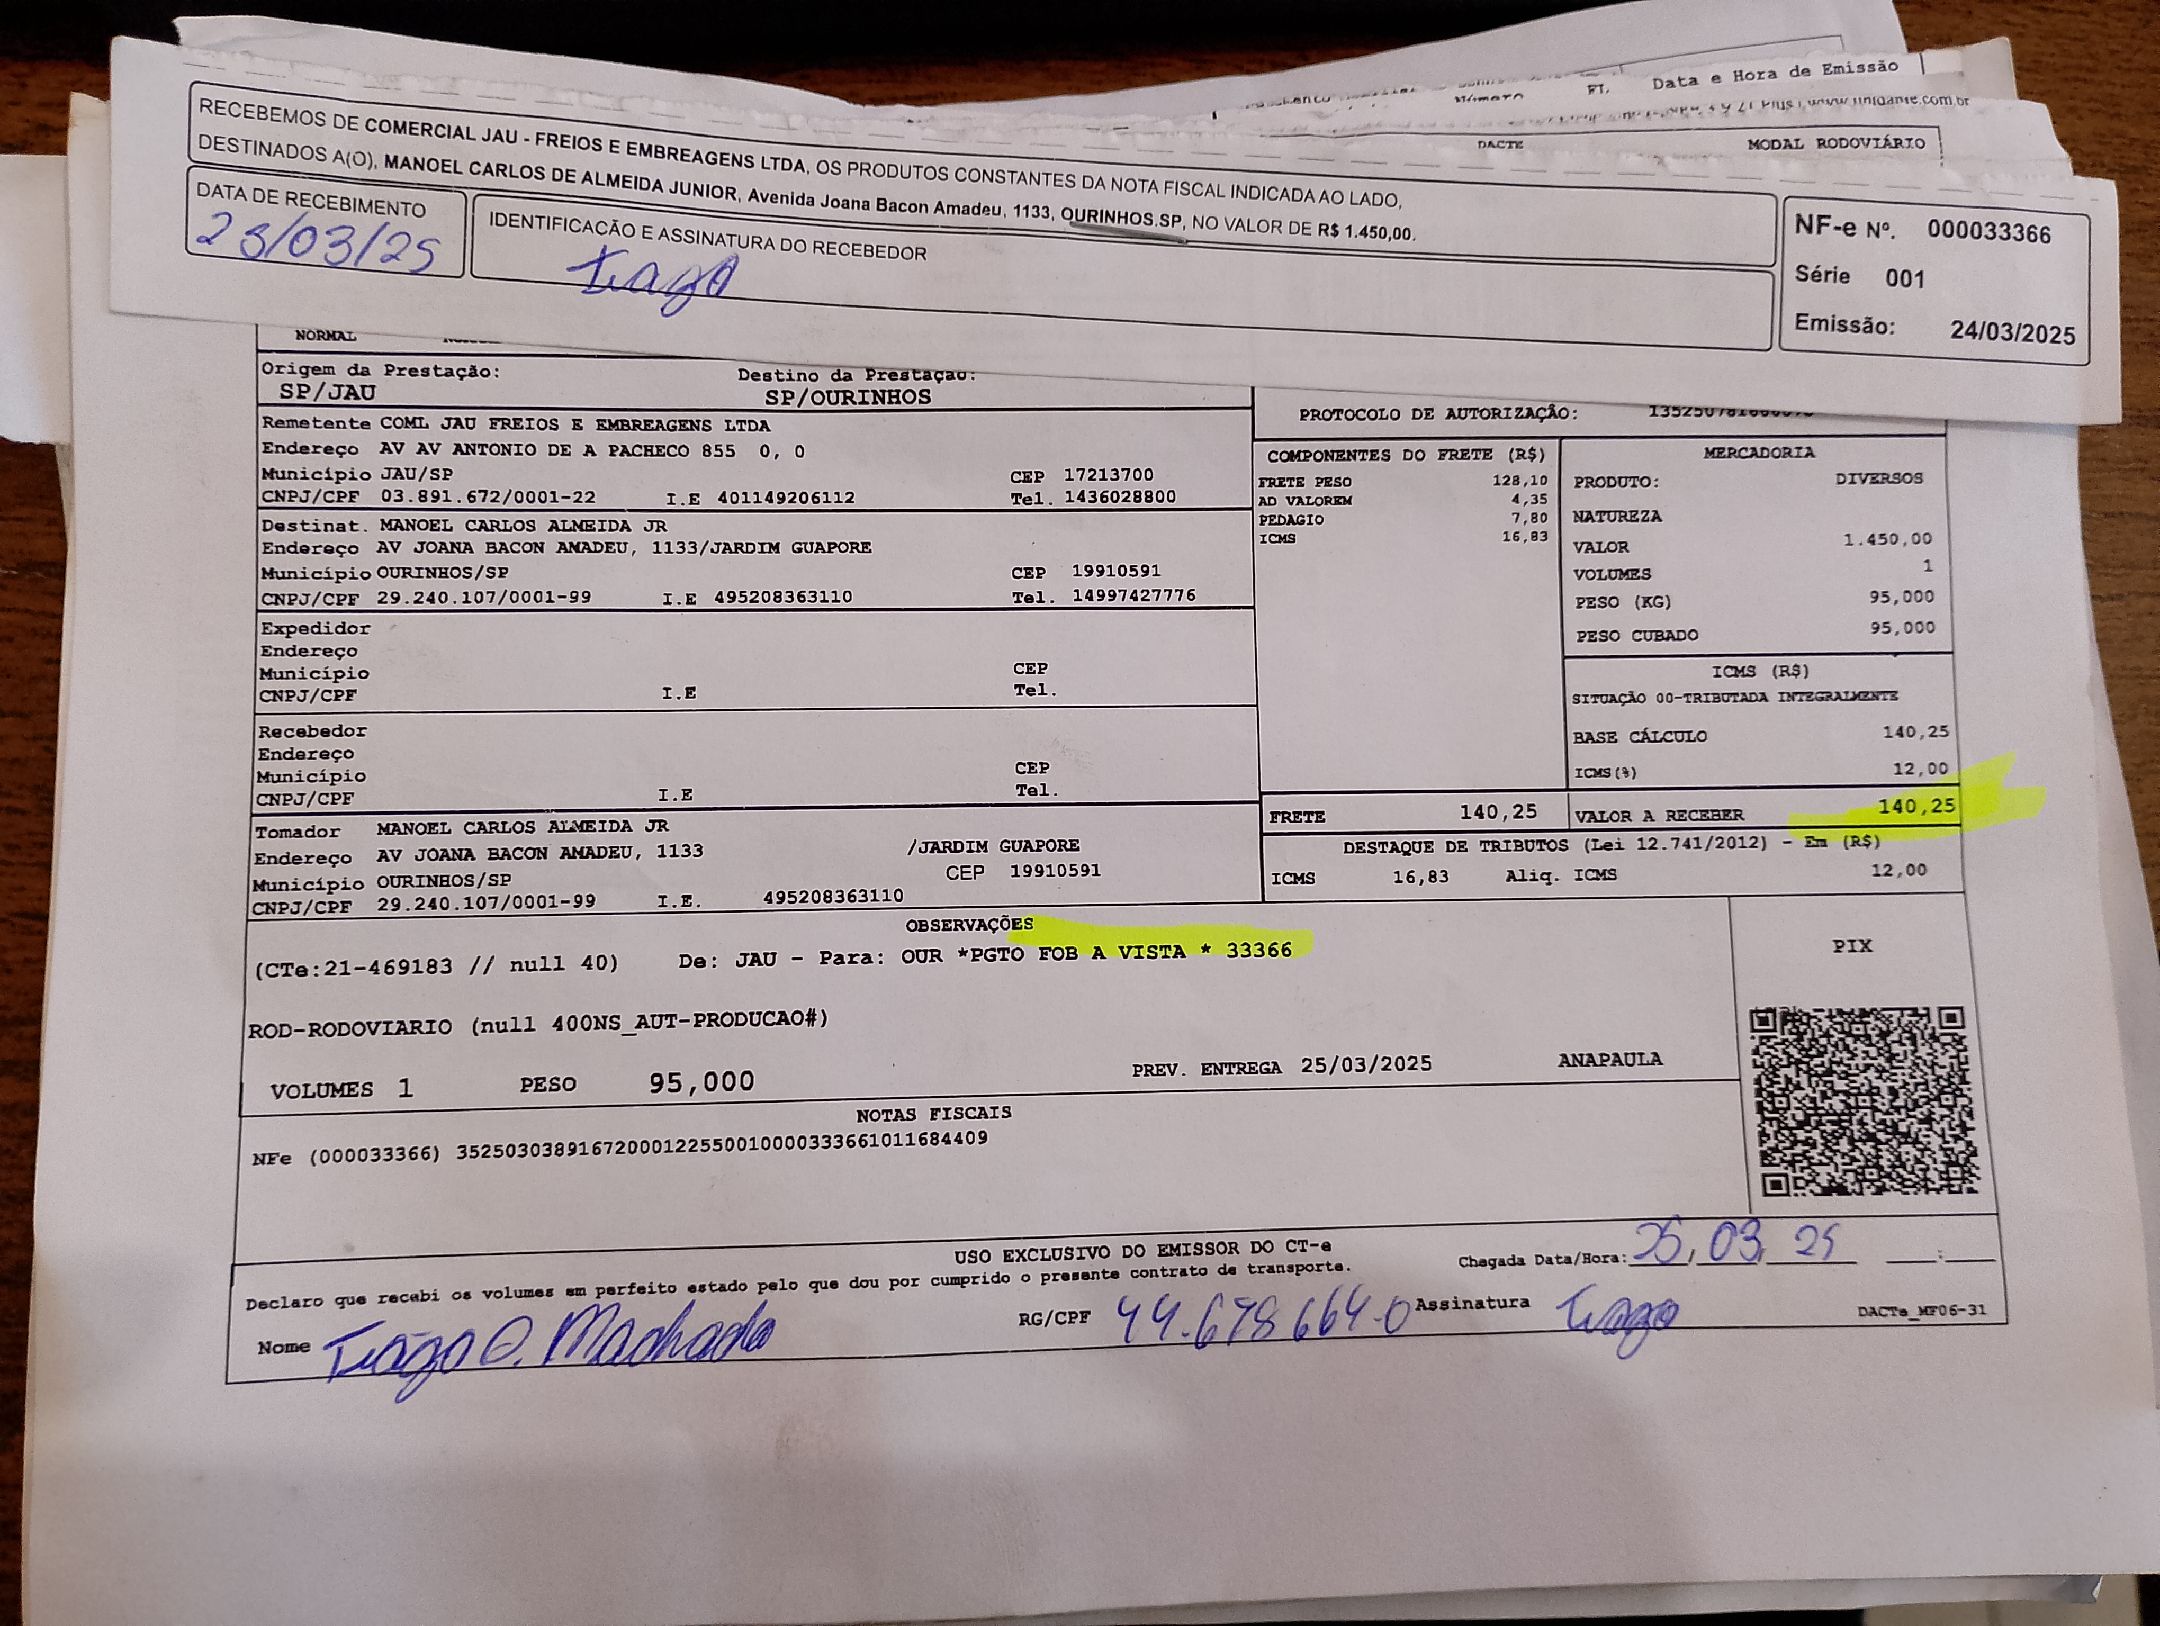 Data e Hora de Emissão
DACTE
MODAL RODOVIÁRIO
RECEBEMOS DE COMERCIAL JAU - FREIOS E EMBREAGENS LTDA, OS PRODUTOS CONSTANTES DA NOTA FISCAL INDICADA AO LADO,
DESTINADOS A(O), MANOEL CARLOS DE ALMEIDA JUNIOR, Avenida Joana Bacon Amadeu, 1133, OURINHOS.SP, NO VALOR DE R$ 1.450,00.
DATA DE RECEBIMENTO
25/03/25
IDENTIFICAÇÃO E ASSINATURA DO RECEBEDOR
Tiago
NF-e Nº. 000033366
Série 001
Emissão: 24/03/2025
NORMAL
Origem da Prestação:
SP/JAU
Destino da Prestação:
SP/OURINHOS
Remetente COML JAU FREIOS E EMBREAGENS LTDA
Endereço AV AV ANTONIO DE A PACHECO 855 0, 0
Município JAU/SP CEP 17213700
CNPJ/CPF 03.891.672/0001-22 I.E 401149206112 Tel. 1436028800
Destinat. MANOEL CARLOS ALMEIDA JR
Endereço AV JOANA BACON AMADEU, 1133/JARDIM GUAPORE
Município OURINHOS/SP CEP 19910591
CNPJ/CPF 29.240.107/0001-99 I.E 495208363110 Tel. 14997427776
Expedidor
Endereço
Município CEP
CNPJ/CPF I.E Tel.
Recebedor
Endereço
Município CEP
CNPJ/CPF I.E Tel.
Tomador MANOEL CARLOS ALMEIDA JR
Endereço AV JOANA BACON AMADEU, 1133 /JARDIM GUAPORE
Município OURINHOS/SP CEP 19910591
CNPJ/CPF 29.240.107/0001-99 I.E. 495208363110
PROTOCOLO DE AUTORIZAÇÃO:
COMPONENTES DO FRETE (R$)
FRETE PESO 128,10
AD VALOREM 4,35
PEDAGIO 7,80
ICMS 16,83
MERCADORIA
PRODUTO: DIVERSOS
NATUREZA
VALOR 1.450,00
VOLUMES 1
PESO (KG) 95,000
PESO CUBADO 95,000
ICMS (R$)
SITUAÇÃO 00-TRIBUTADA INTEGRALMENTE
BASE CÁLCULO 140,25
ICMS(%) 12,00
FRETE 140,25
VALOR A RECEBER 140,25
DESTAQUE DE TRIBUTOS (Lei 12.741/2012) - Em (R$)
ICMS 16,83 Aliq. ICMS 12,00
OBSERVAÇÕES
(CTe:21-469183 // null 40) De: JAU - Para: OUR *PGTO FOB A VISTA * 33366
ROD-RODOVIARIO (null 400NS_AUT-PRODUCAO#)
VOLUMES 1 PESO 95,000 PREV. ENTREGA 25/03/2025 ANAPAULA
PIX
NOTAS FISCAIS
NFe (000033366) 35250303891672000122550010000333661011684409
USO EXCLUSIVO DO EMISSOR DO CT-e
Declaro que recebi os volumes em perfeito estado pelo que dou por cumprido o presente contrato de transporte.
Chegada Data/Hora: 25, 03, 25
Nome Tiago O. Machado RG/CPF 44.678 664-0 Assinatura Tiago
DACTe_MF06-31